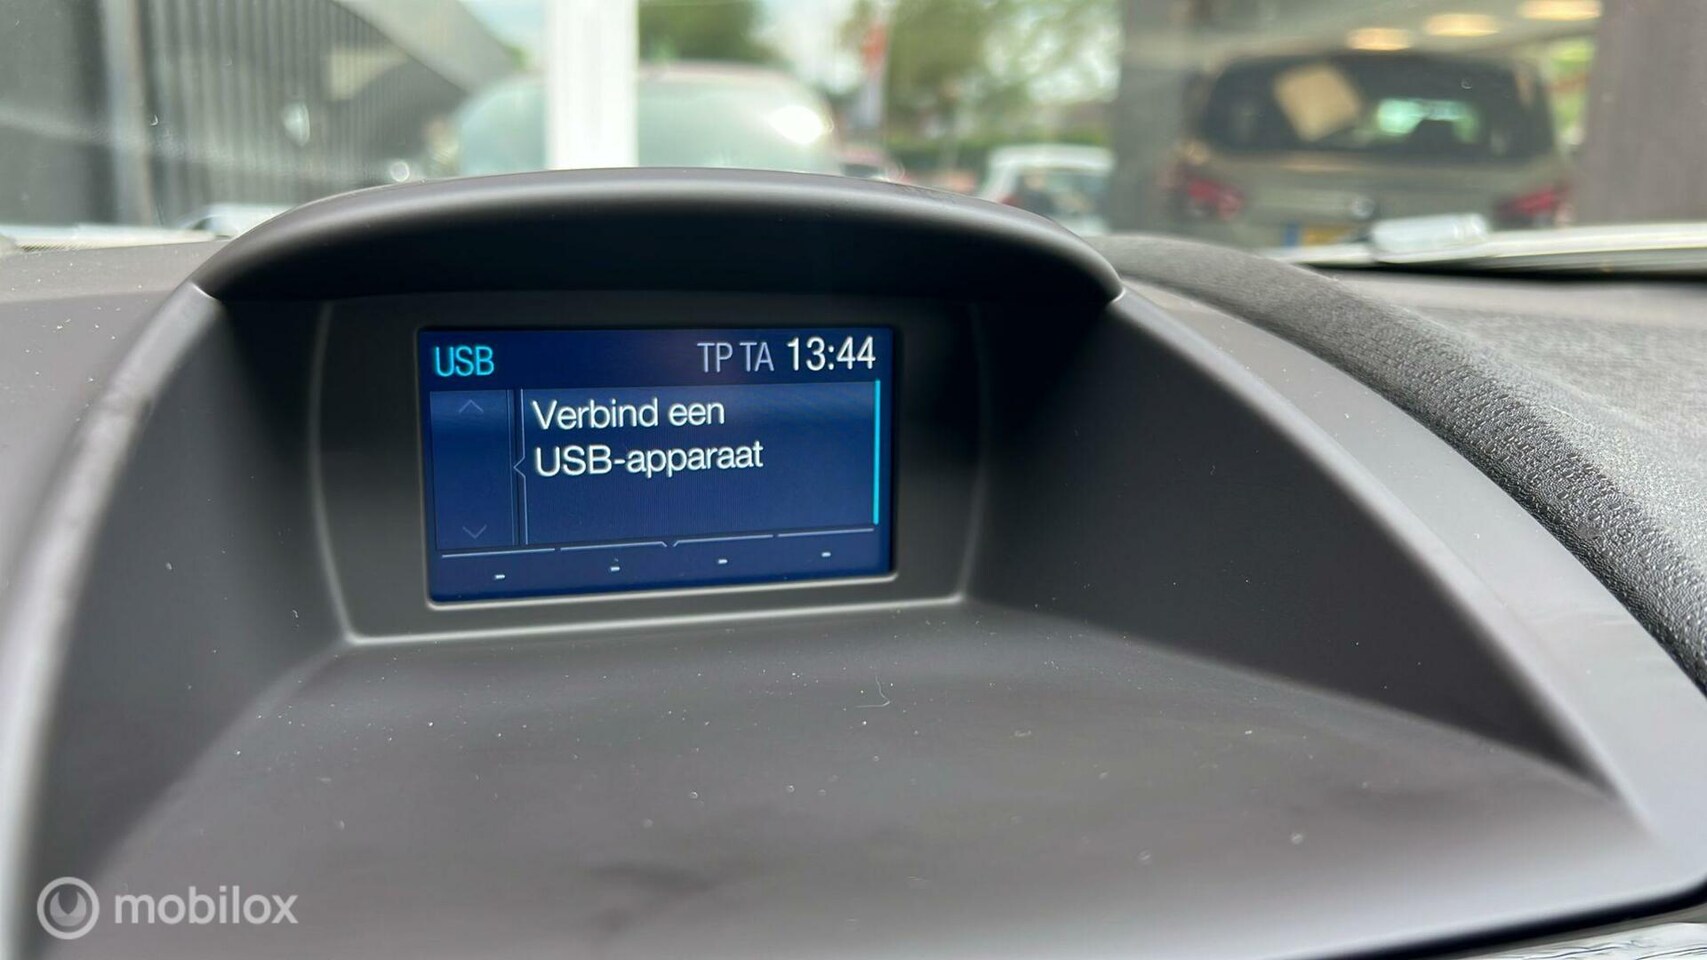 USB TP TA 13:44
Verbind een
USB-apparaat
mobilox